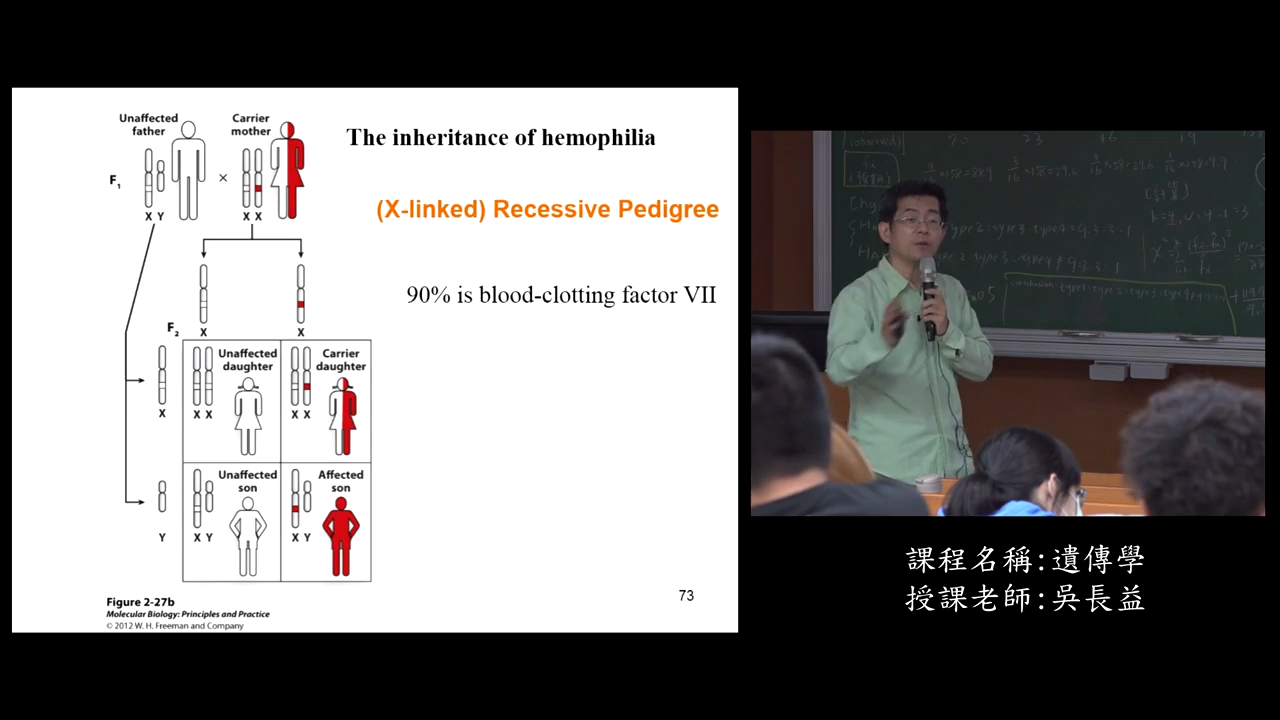 The inheritance of hemophilia
(X-linked) Recessive Pedigree
90% is blood-clotting factor VII
Unaffected
father
Carrier
mother
F1
×
X Y
X X
X
X
F2
Unaffected
daughter
Carrier
daughter
X
X X
X X
Unaffected
son
Affected
son
Y
X Y
X Y
Figure 2-27b
Molecular Biology: Principles and Practice
© 2012 W. H. Freeman and Company
73
課程名稱:遺傳學
授課老師:吳長益